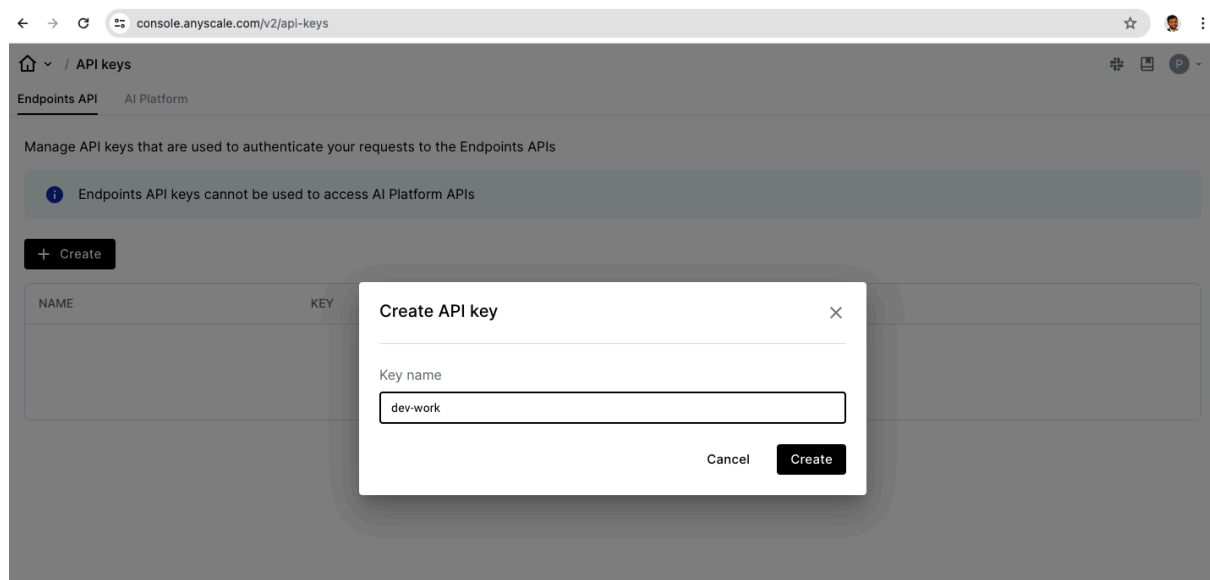 console.anyscale.com/v2/api-keys
/ API keys
P
Endpoints API AI Platform
Manage API keys that are used to authenticate your requests to the Endpoints APIs
Endpoints API keys cannot be used to access AI Platform APIs
+ Create
NAME KEY
Create API key
Key name
dev-work
Cancel Create